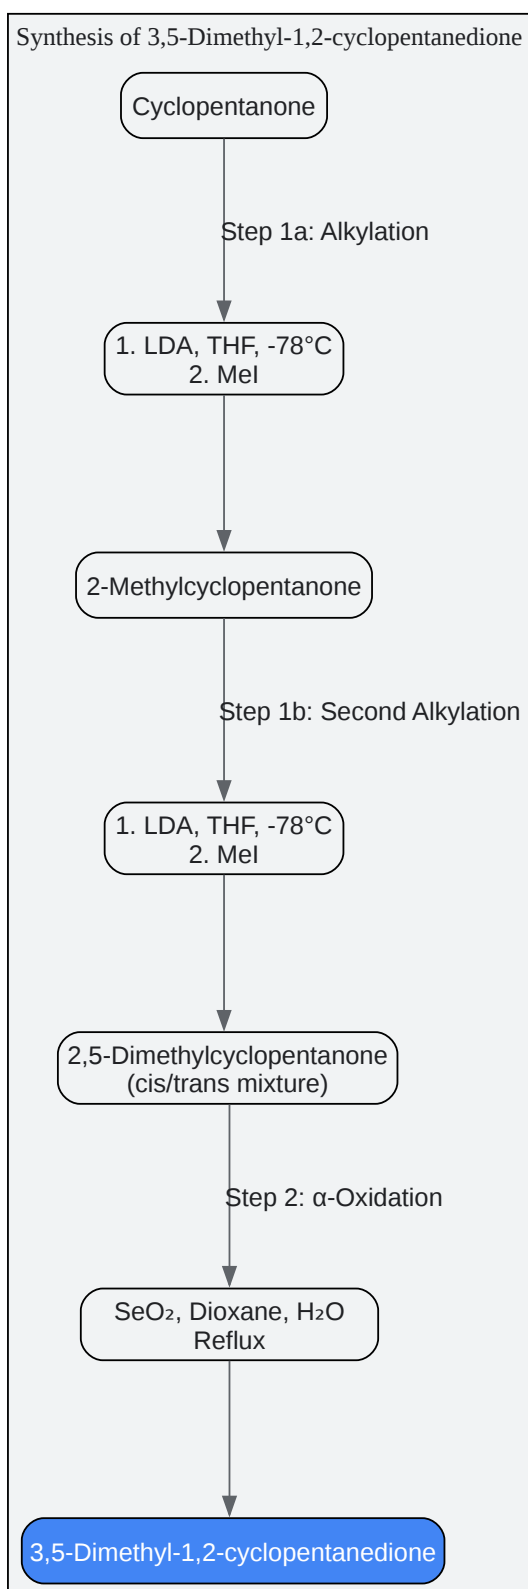 Synthesis of 3,5-Dimethyl-1,2-cyclopentanedione
Cyclopentanone
Step 1a: Alkylation
1. LDA, THF, -78°C
2. MeI
2-Methylcyclopentanone
Step 1b: Second Alkylation
1. LDA, THF, -78°C
2. MeI
2,5-Dimethylcyclopentanone
(cis/trans mixture)
Step 2: α-Oxidation
SeO₂, Dioxane, H₂O
Reflux
3,5-Dimethyl-1,2-cyclopentanedione